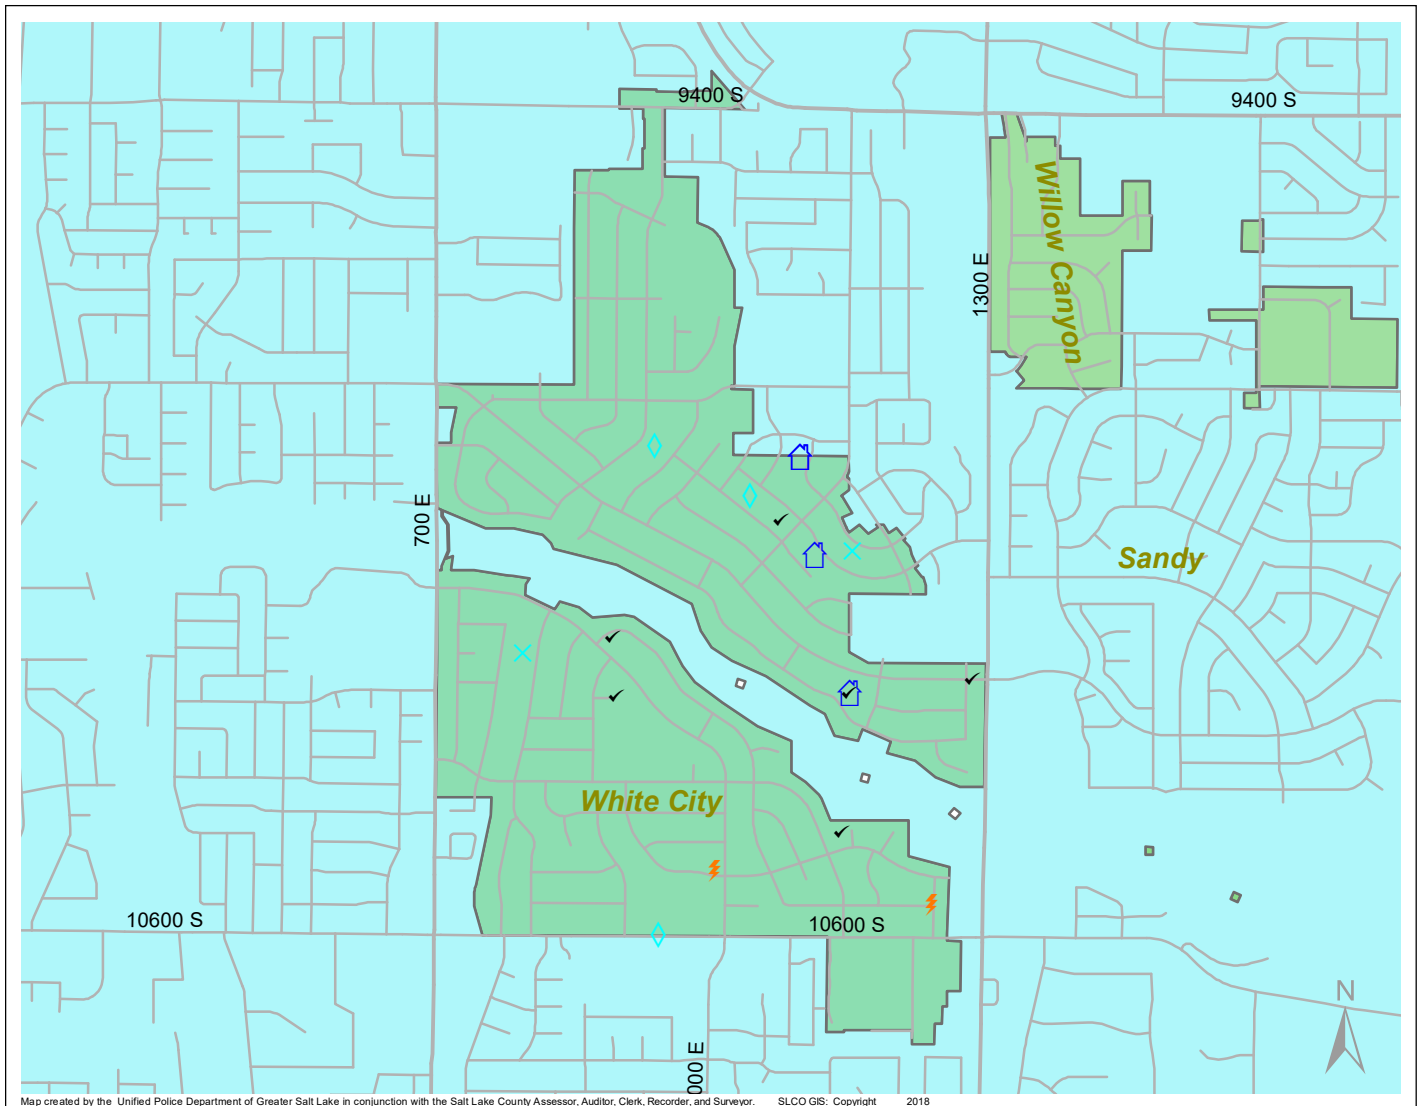 9400 S
9400 S
Willow Canyon
1300 E
700 E
Sandy
White City
10600 S
10600 S
000 E
N
Map created by the Unified Police Department of Greater Salt Lake in conjunction with the Salt Lake County Assessor, Auditor, Clerk, Recorder, and Surveyor. SLCO GIS: Copyright 2018